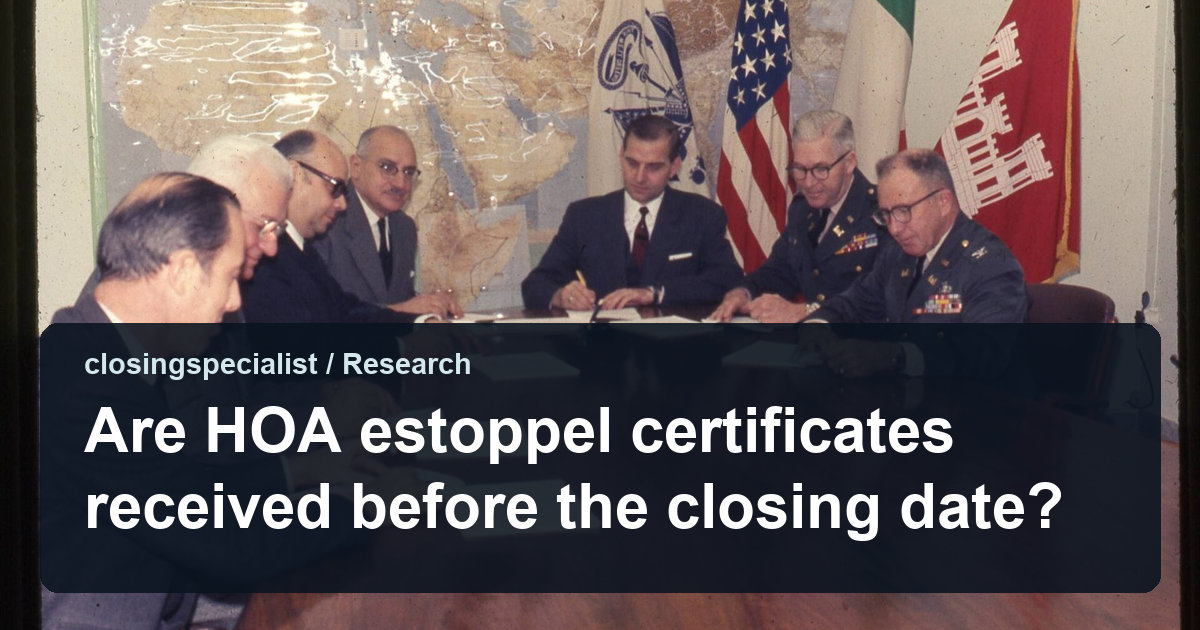 closingspecialist / Research
Are HOA estoppel certificates
received before the closing date?